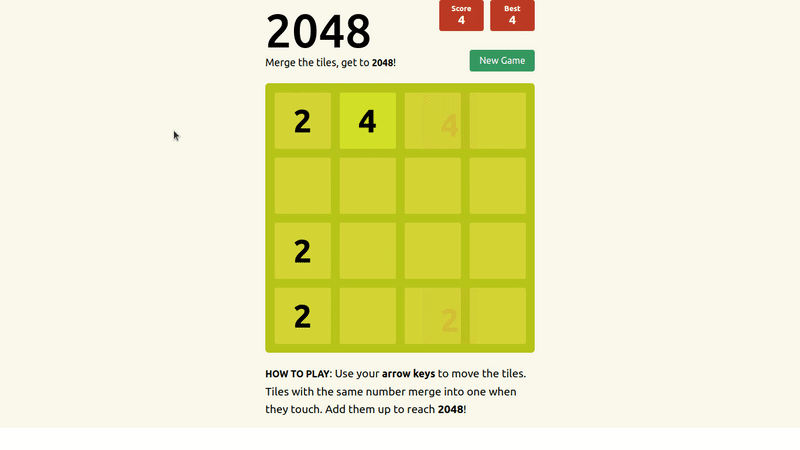 2048
Score
4
Best
4
Merge the tiles, get to 2048!
New Game
2 4 4
2
2 2
HOW TO PLAY: Use your arrow keys to move the tiles.
Tiles with the same number merge into one when
they touch. Add them up to reach 2048!